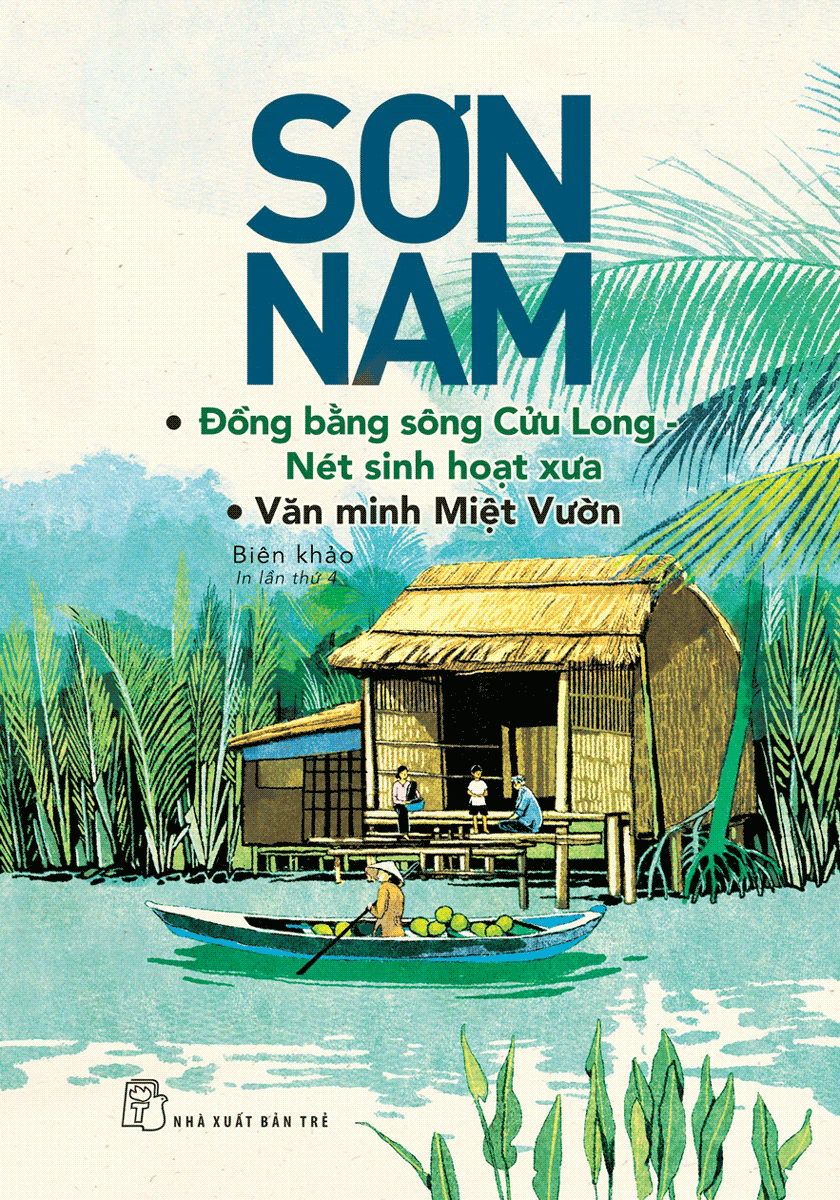 SƠN
NAM
• Đồng bằng sông Cửu Long -
Nét sinh hoạt xưa
• Văn minh Miệt Vườn
Biên khảo
In lần thứ 4
T
NHÀ XUẤT BẢN TRẺ